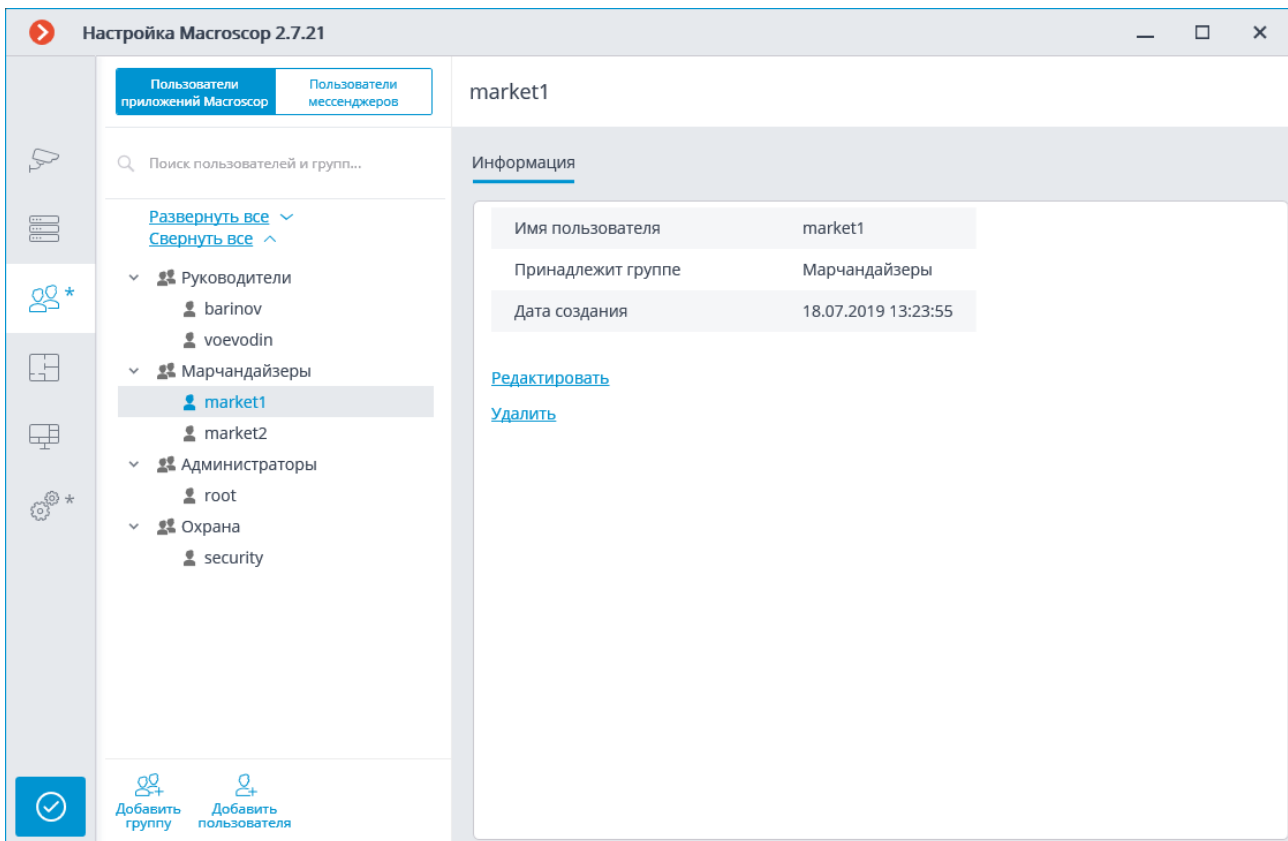 Настройка Macroscop 2.7.21
Пользователи
приложений Macroscop
Пользователи
мессенджеров
Поиск пользователей и групп...
Развернуть все
Свернуть все
Руководители
barinov
voevodin
Марчандайзеры
market1
market2
Администраторы
root
Охрана
security
Добавить
группу
Добавить
пользователя
market1
Информация
Имя пользователя market1
Принадлежит группе Марчандайзеры
Дата создания 18.07.2019 13:23:55
Редактировать
Удалить
*
*